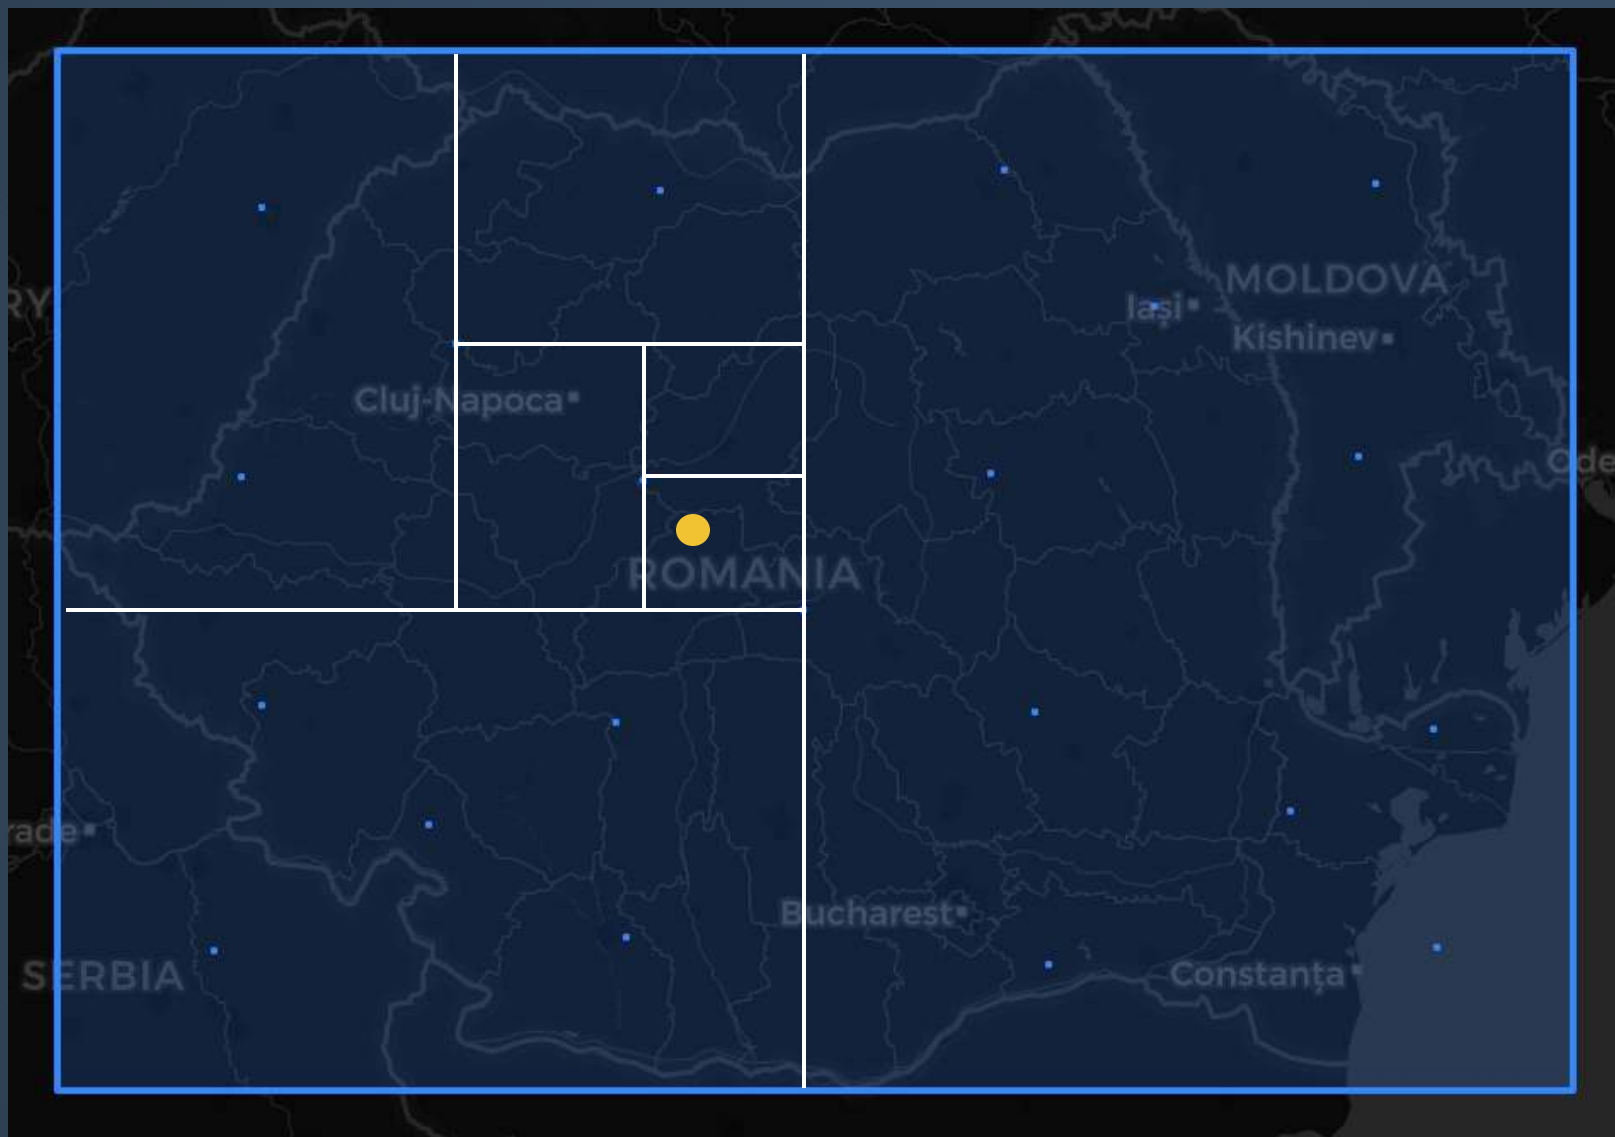 MOLDOVA
RY
Iași
Kishinev
Cluj-Napoca
Ode
ROMANIA
rade
Bucharest
SERBIA
Constanța